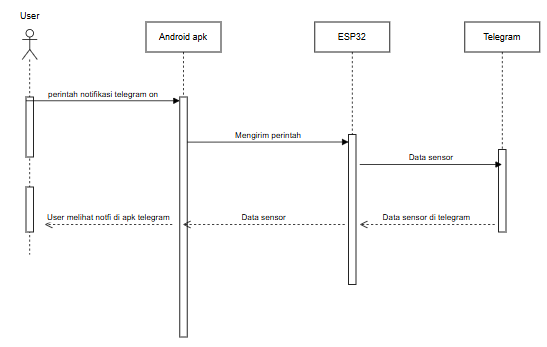 User
Android apk
ESP32
Telegram
perintah notifikasi telegram on
Mengirim perintah
Data sensor
User melihat notfi di apk telegram
Data sensor
Data sensor di telegram